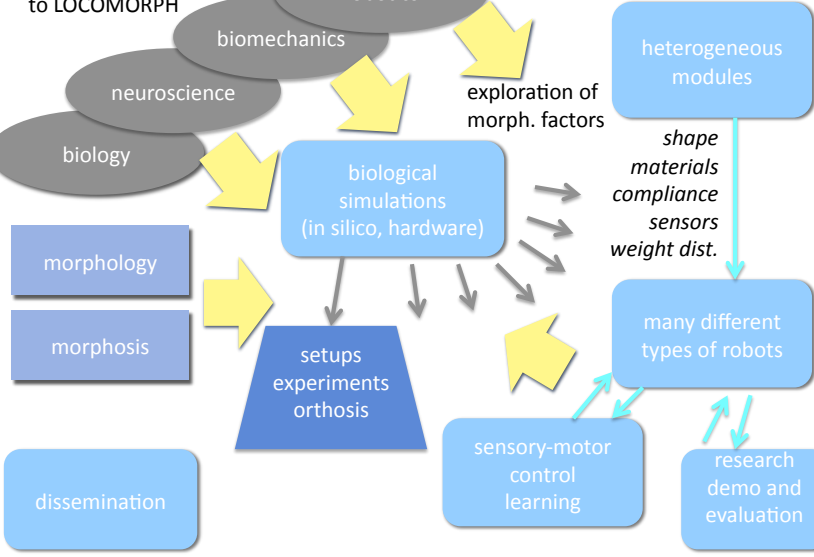 to LOCOMORPH
biomechanics
neuroscience
biology
exploration of
morph. factors
heterogeneous
modules
shape
materials
compliance
sensors
weight dist.
biological
simulations
(in silico, hardware)
morphology
morphosis
setups
experiments
orthosis
many different
types of robots
sensory-motor
control
learning
research
demo and
evaluation
dissemination